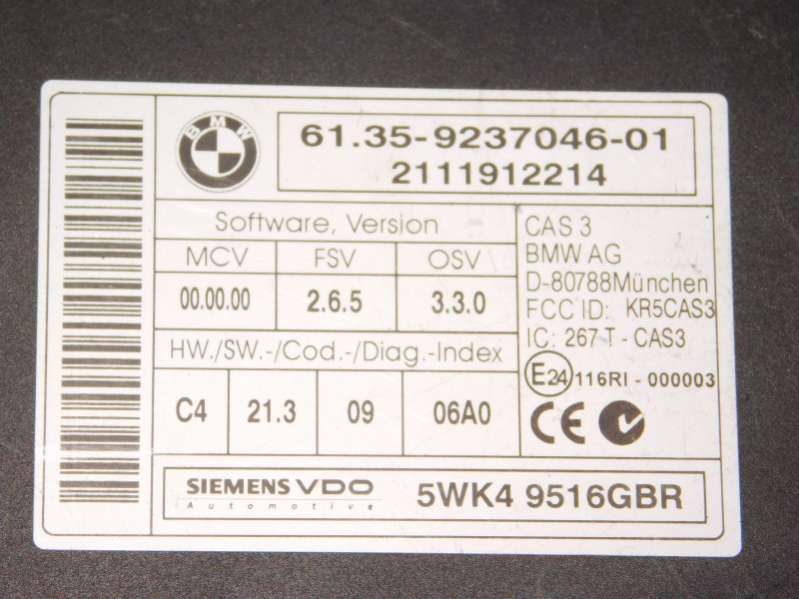 BMW
61.35-9237046-01
2111912214
Software, Version
MCV FSV OSV
00.00.00 2.6.5 3.3.0
HW./SW.-/Cod.-/Diag.-Index
C4 21.3 09 06A0
CAS 3
BMW AG
D-80788München
FCC ID: KR5CAS3
IC: 267 T - CAS3
E24 116RI - 000003
CE
SIEMENS VDO
Automotive
5WK4 9516GBR